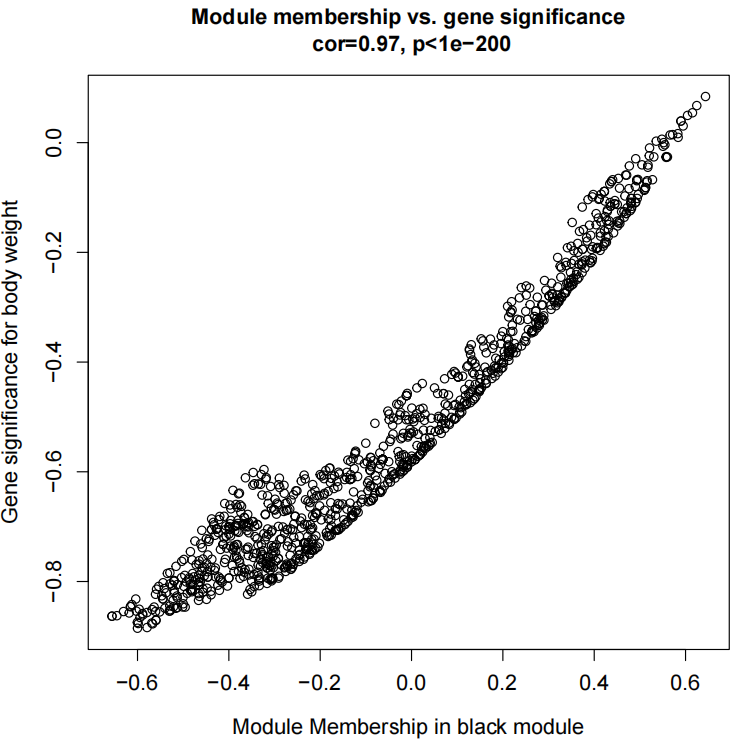 Module membership vs. gene significance
cor=0.97, p<1e−200
Gene significance for body weight
0.0
−0.2
−0.4
−0.6
−0.8
−0.6 −0.4 −0.2 0.0 0.2 0.4 0.6
Module Membership in black module